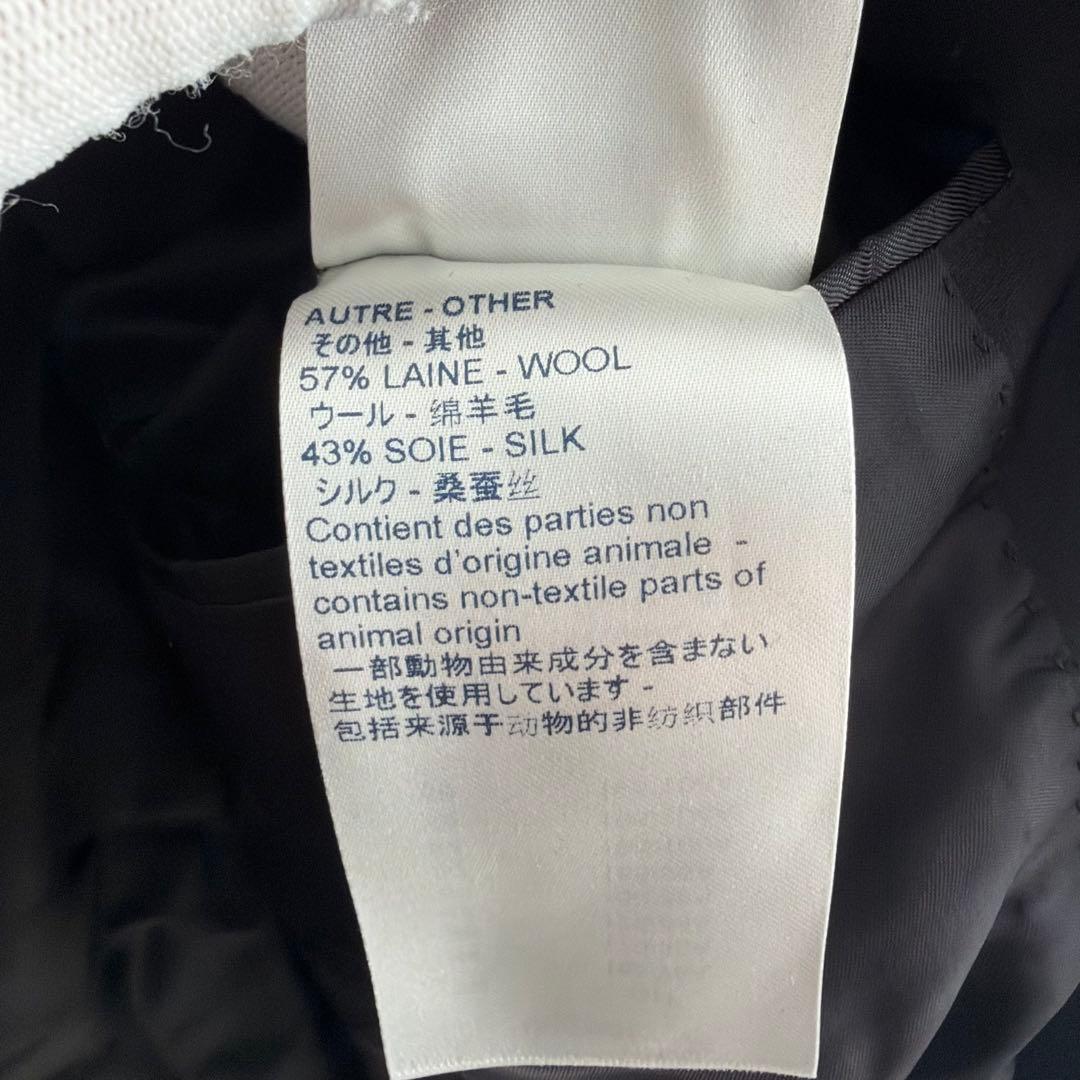 AUTRE - OTHER
その他 - 其他
57% LAINE - WOOL
ウール - 绵羊毛
43% SOIE - SILK
シルク - 桑蚕丝
Contient des parties non
textiles d'origine animale -
contains non-textile parts of
animal origin
一部動物由来成分を含まない
生地を使用しています -
包括来源于动物的非纺织部件